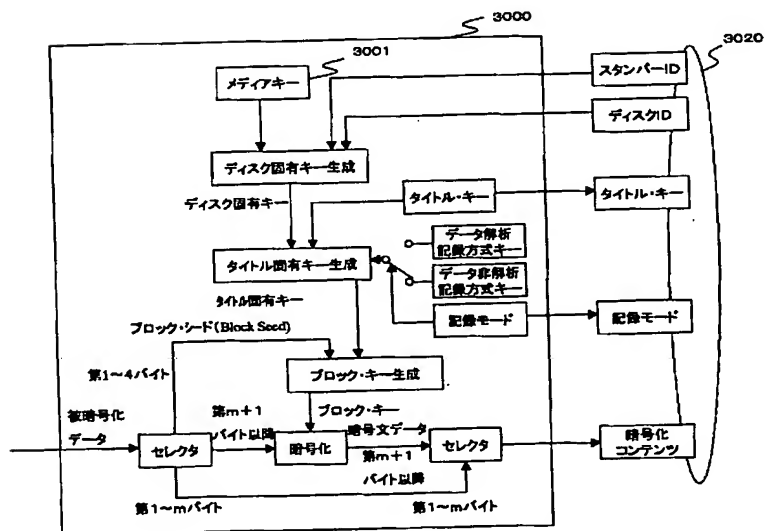 3000
3020
3001
スタンパーID
メディアキー
ディスクID
ディスク固有キー生成
ディスク固有キー
タイトル・キー
タイトル・キー
データ解析
記録方式キー
タイトル固有キー生成
データ非解析
記録方式キー
タイトル固有キー
記録モード
記録モード
ブロック・シード(Block Seed)
第1〜4バイト
ブロック・キー生成
被暗号化
データ
第m+1
バイト以降
ブロック・キー
暗号文データ
セレクタ
暗号化
第m+1
バイト以降
セレクタ
暗号化
コンテンツ
第1〜mバイト
第1〜mバイト